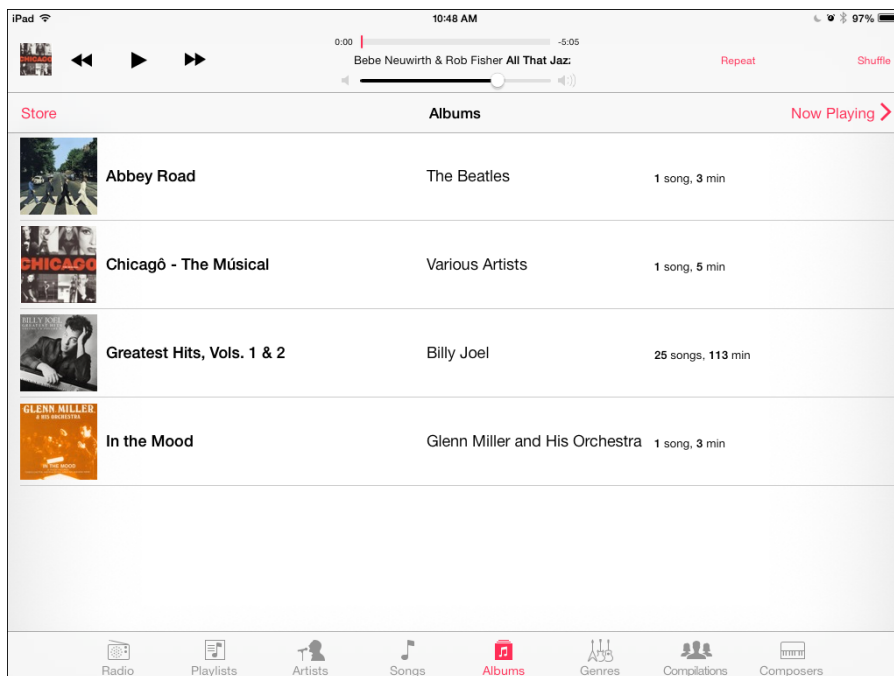 iPad 10:48 AM 97%
0:00 -5:05
Bebe Neuwirth & Rob Fisher All That Jaz: Repeat Shuffle
Store Albums Now Playing
Abbey Road The Beatles 1 song, 3 min
CHICAGO
Chicagô - The Músical Various Artists 1 song, 5 min
BILLY JOEL
GREATEST HITS
Greatest Hits, Vols. 1 & 2 Billy Joel 25 songs, 113 min
GLENN MILLER
& HIS ORCHESTRA
IN THE MOOD
In the Mood Glenn Miller and His Orchestra 1 song, 3 min
Radio Playlists Artists Songs Albums Genres Compilations Composers